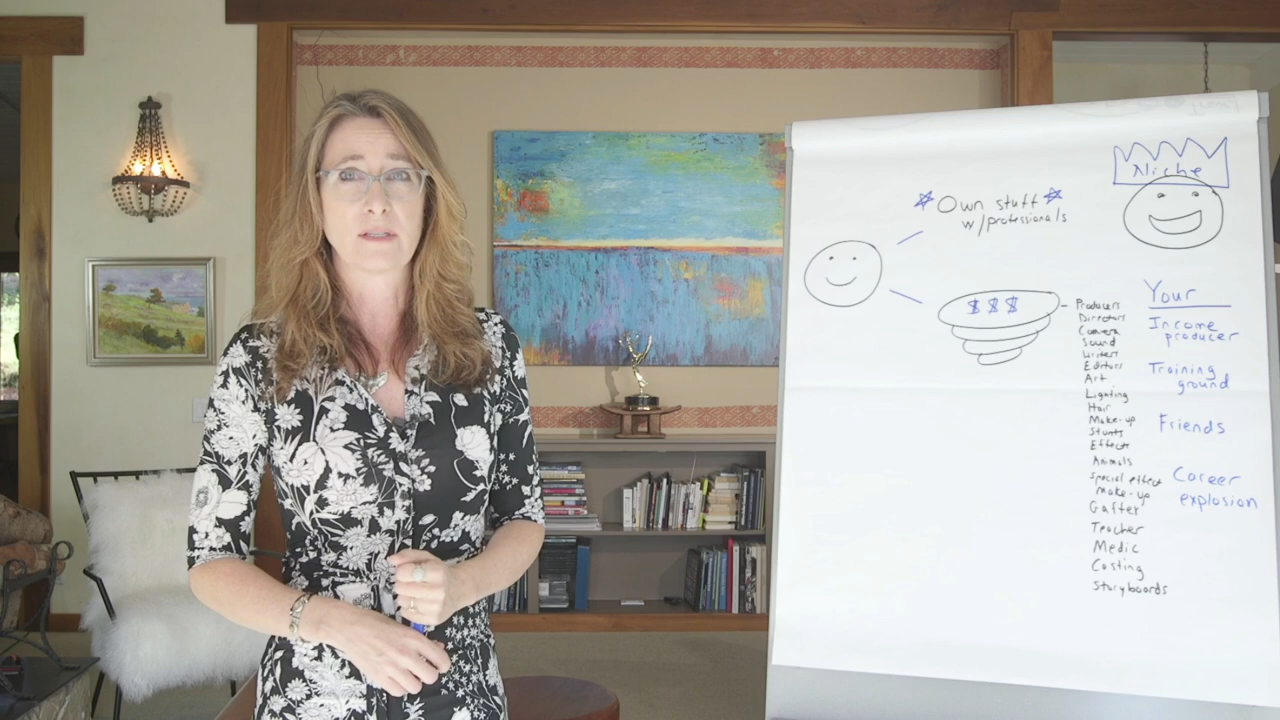 Niche
Own stuff
w/professionals
$ $ $
Producers
Directors
Camera
Sound
Writers
Editors
Art
Lighting
Hair
Make-up
Stunts
Effects
Animals
Special effect
Make-up
Gaffer
Teacher
Medic
Casting
Storyboards
Your
Income
producer
Training
ground
Friends
Career
explosion